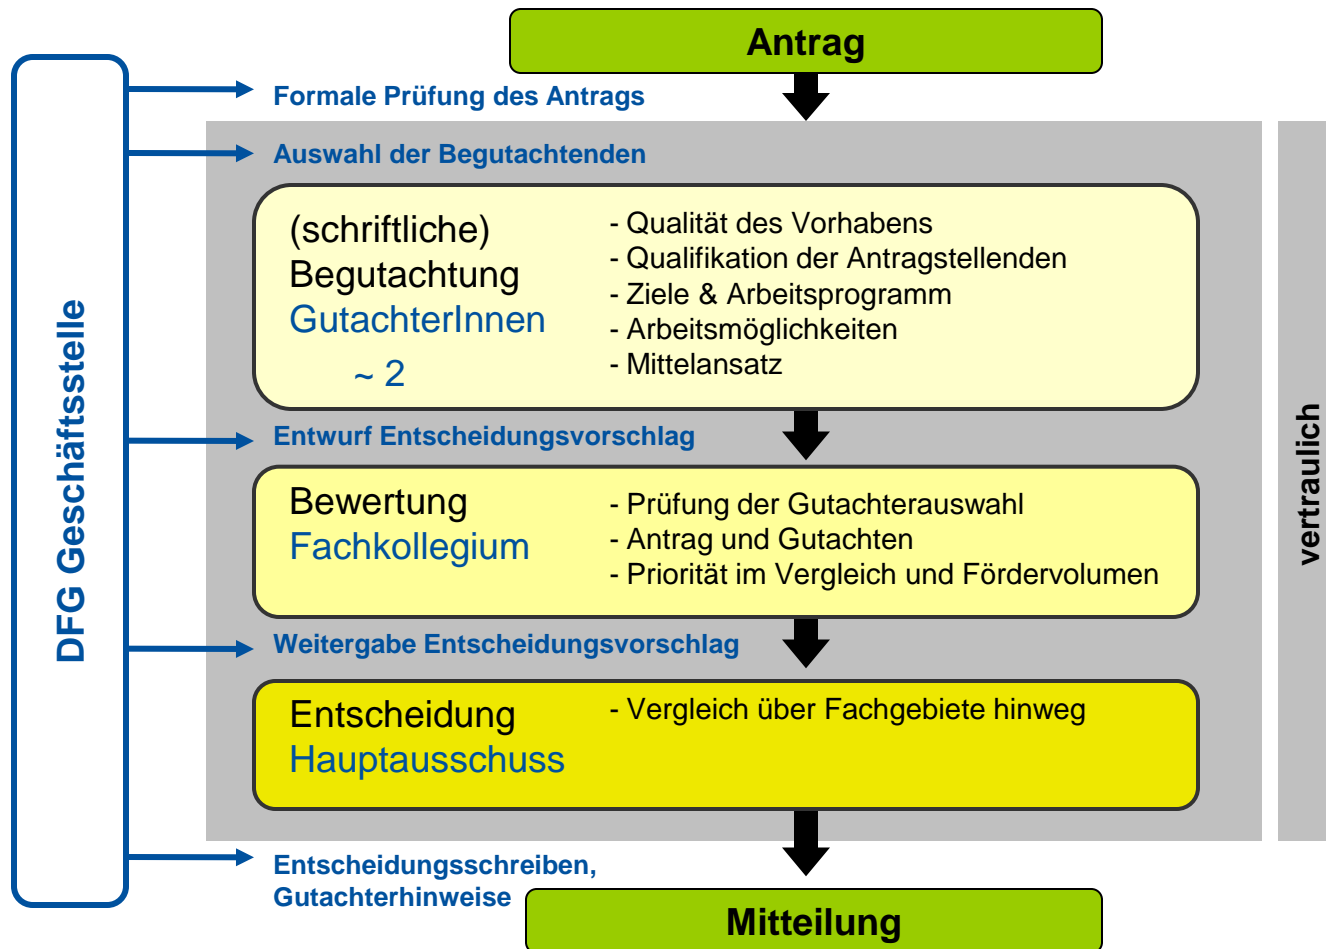 Antrag
DFG Geschäftsstelle
Formale Prüfung des Antrags
Auswahl der Begutachtenden
(schriftliche)
Begutachtung
GutachterInnen
~ 2
- Qualität des Vorhabens
- Qualifikation der Antragstellenden
- Ziele & Arbeitsprogramm
- Arbeitsmöglichkeiten
- Mittelansatz
Entwurf Entscheidungsvorschlag
Bewertung
Fachkollegium
- Prüfung der Gutachterauswahl
- Antrag und Gutachten
- Priorität im Vergleich und Fördervolumen
Weitergabe Entscheidungsvorschlag
Entscheidung
Hauptausschuss
- Vergleich über Fachgebiete hinweg
vertraulich
Entscheidungsschreiben,
Gutachterhinweise
Mitteilung